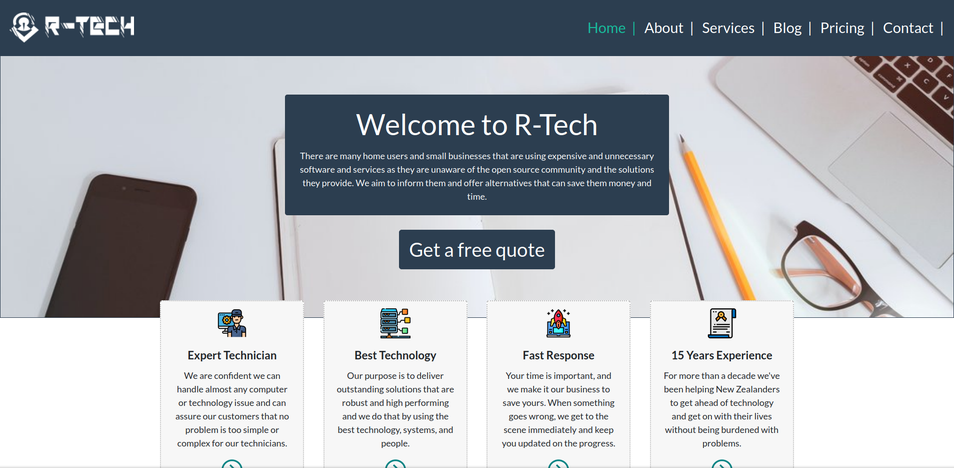 R-TECH
Home | About | Services | Blog | Pricing | Contact |
Welcome to R-Tech
There are many home users and small businesses that are using expensive and unnecessary
software and services as they are unaware of the open source community and the solutions
they provide. We aim to inform them and offer alternatives that can save them money and
time.
Get a free quote
Expert Technician
We are confident we can
handle almost any computer
or technology issue and can
assure our customers that no
problem is too simple or
complex for our technicians.
Best Technology
Our purpose is to deliver
outstanding solutions that are
robust and high performing
and we do that by using the
best technology, systems, and
people.
Fast Response
Your time is important, and
we make it our business to
save yours. When something
goes wrong, we get to the
scene immediately and keep
you updated on the progress.
15 Years Experience
For more than a decade we've
been helping New Zealanders
to get ahead of technology
and get on with their lives
without being burdened with
problems.